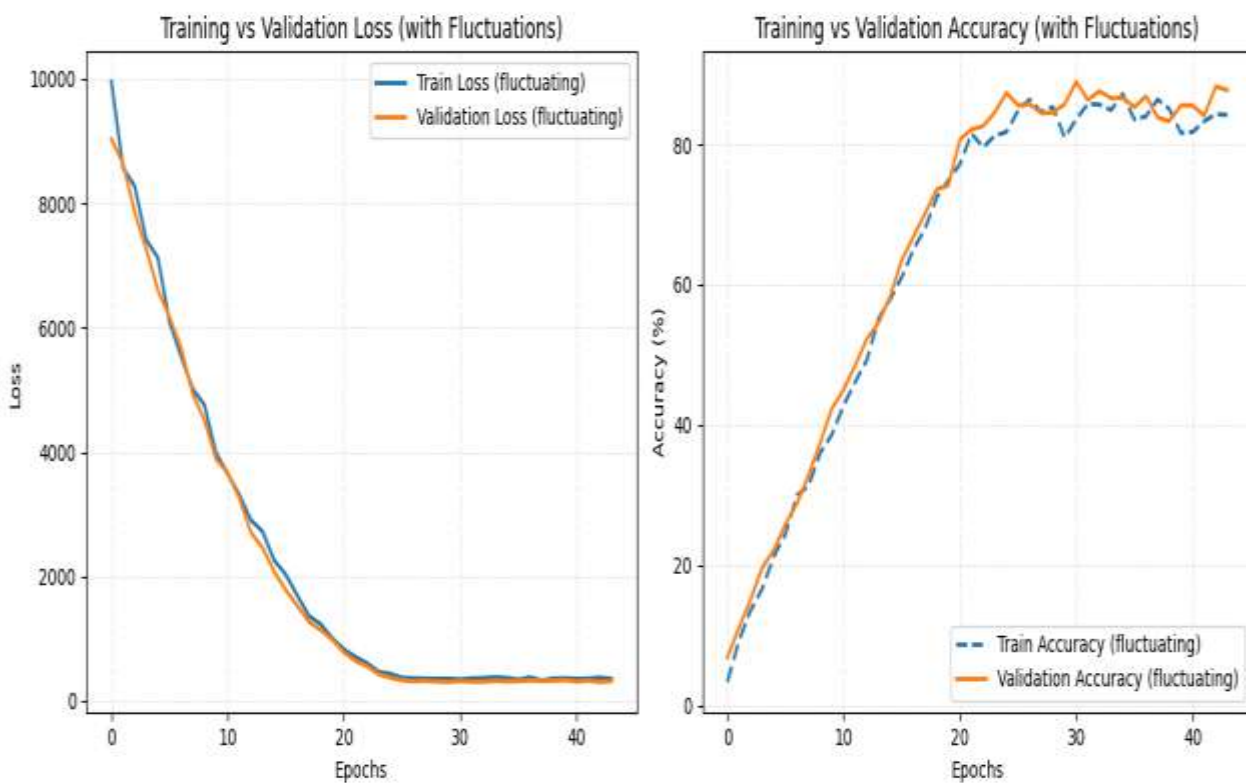 Training vs Validation Loss (with Fluctuations)
10000
8000
6000
4000
2000
0
Loss
Train Loss (fluctuating)
Validation Loss (fluctuating)
0 10 20 30 40
Epochs
Training vs Validation Accuracy (with Fluctuations)
80
60
40
20
0
Accuracy (%)
Train Accuracy (fluctuating)
Validation Accuracy (fluctuating)
0 10 20 30 40
Epochs